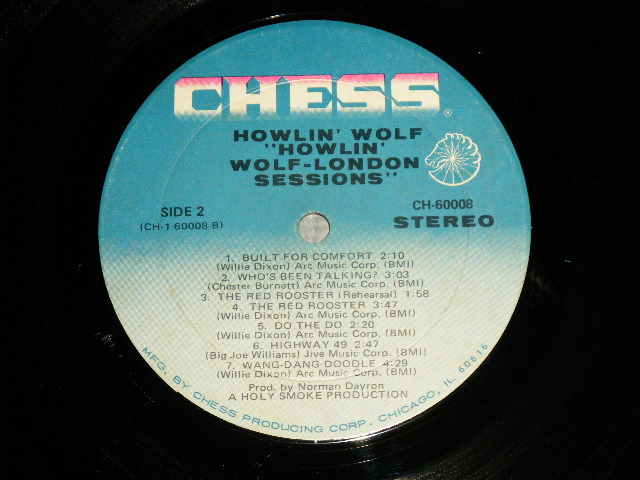 CHESS
®
HOWLIN' WOLF
"HOWLIN'
WOLF-LONDON
SESSIONS"
SIDE 2
(CH-1-60008-B)
CH-60008
STEREO
1. BUILT FOR COMFORT 2:10
(Willie Dixon) Arc Music Corp. (BMI)
2. WHO'S BEEN TALKING? 3:03
(Chester Burnett) Arc Music Corp. (BMI)
3. THE RED ROOSTER (Rehearsal) 1:58
4. THE RED ROOSTER 3:47
(Willie Dixon) Arc Music Corp. (BMI)
5. DO THE DO 2:20
(Willie Dixon) Arc Music Corp. (BMI)
6. HIGHWAY 49 2:47
(Big Joe Williams) Jive Music Corp. (BMI)
7. WANG-DANG-DOODLE 4:29
(Willie Dixon) Arc Music Corp. (BMI)
Prod. by Norman Dayron
A HOLY SMOKE PRODUCTION
MFG. BY CHESS PRODUCING CORP. CHICAGO, IL 60616